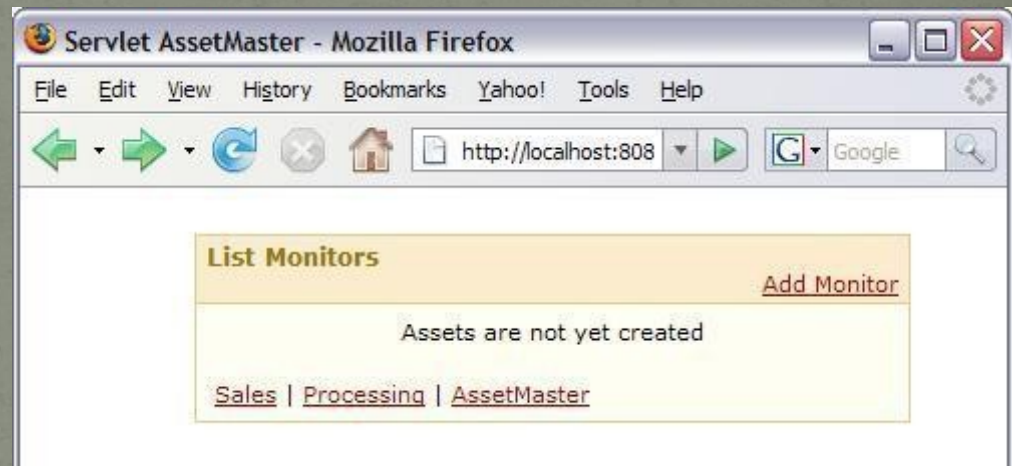 Servlet AssetMaster - Mozilla Firefox
File Edit View History Bookmarks Yahoo! Tools Help
http://localhost:808 G Google
List Monitors
Add Monitor
Assets are not yet created
Sales | Processing | AssetMaster